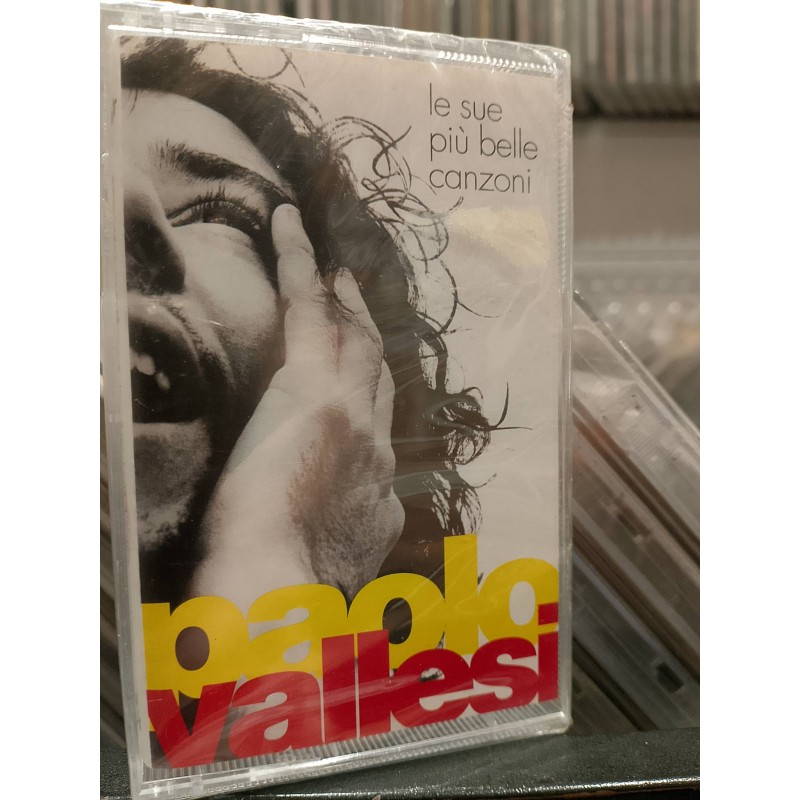 le sue
più belle
canzoni
paolo
vallesi